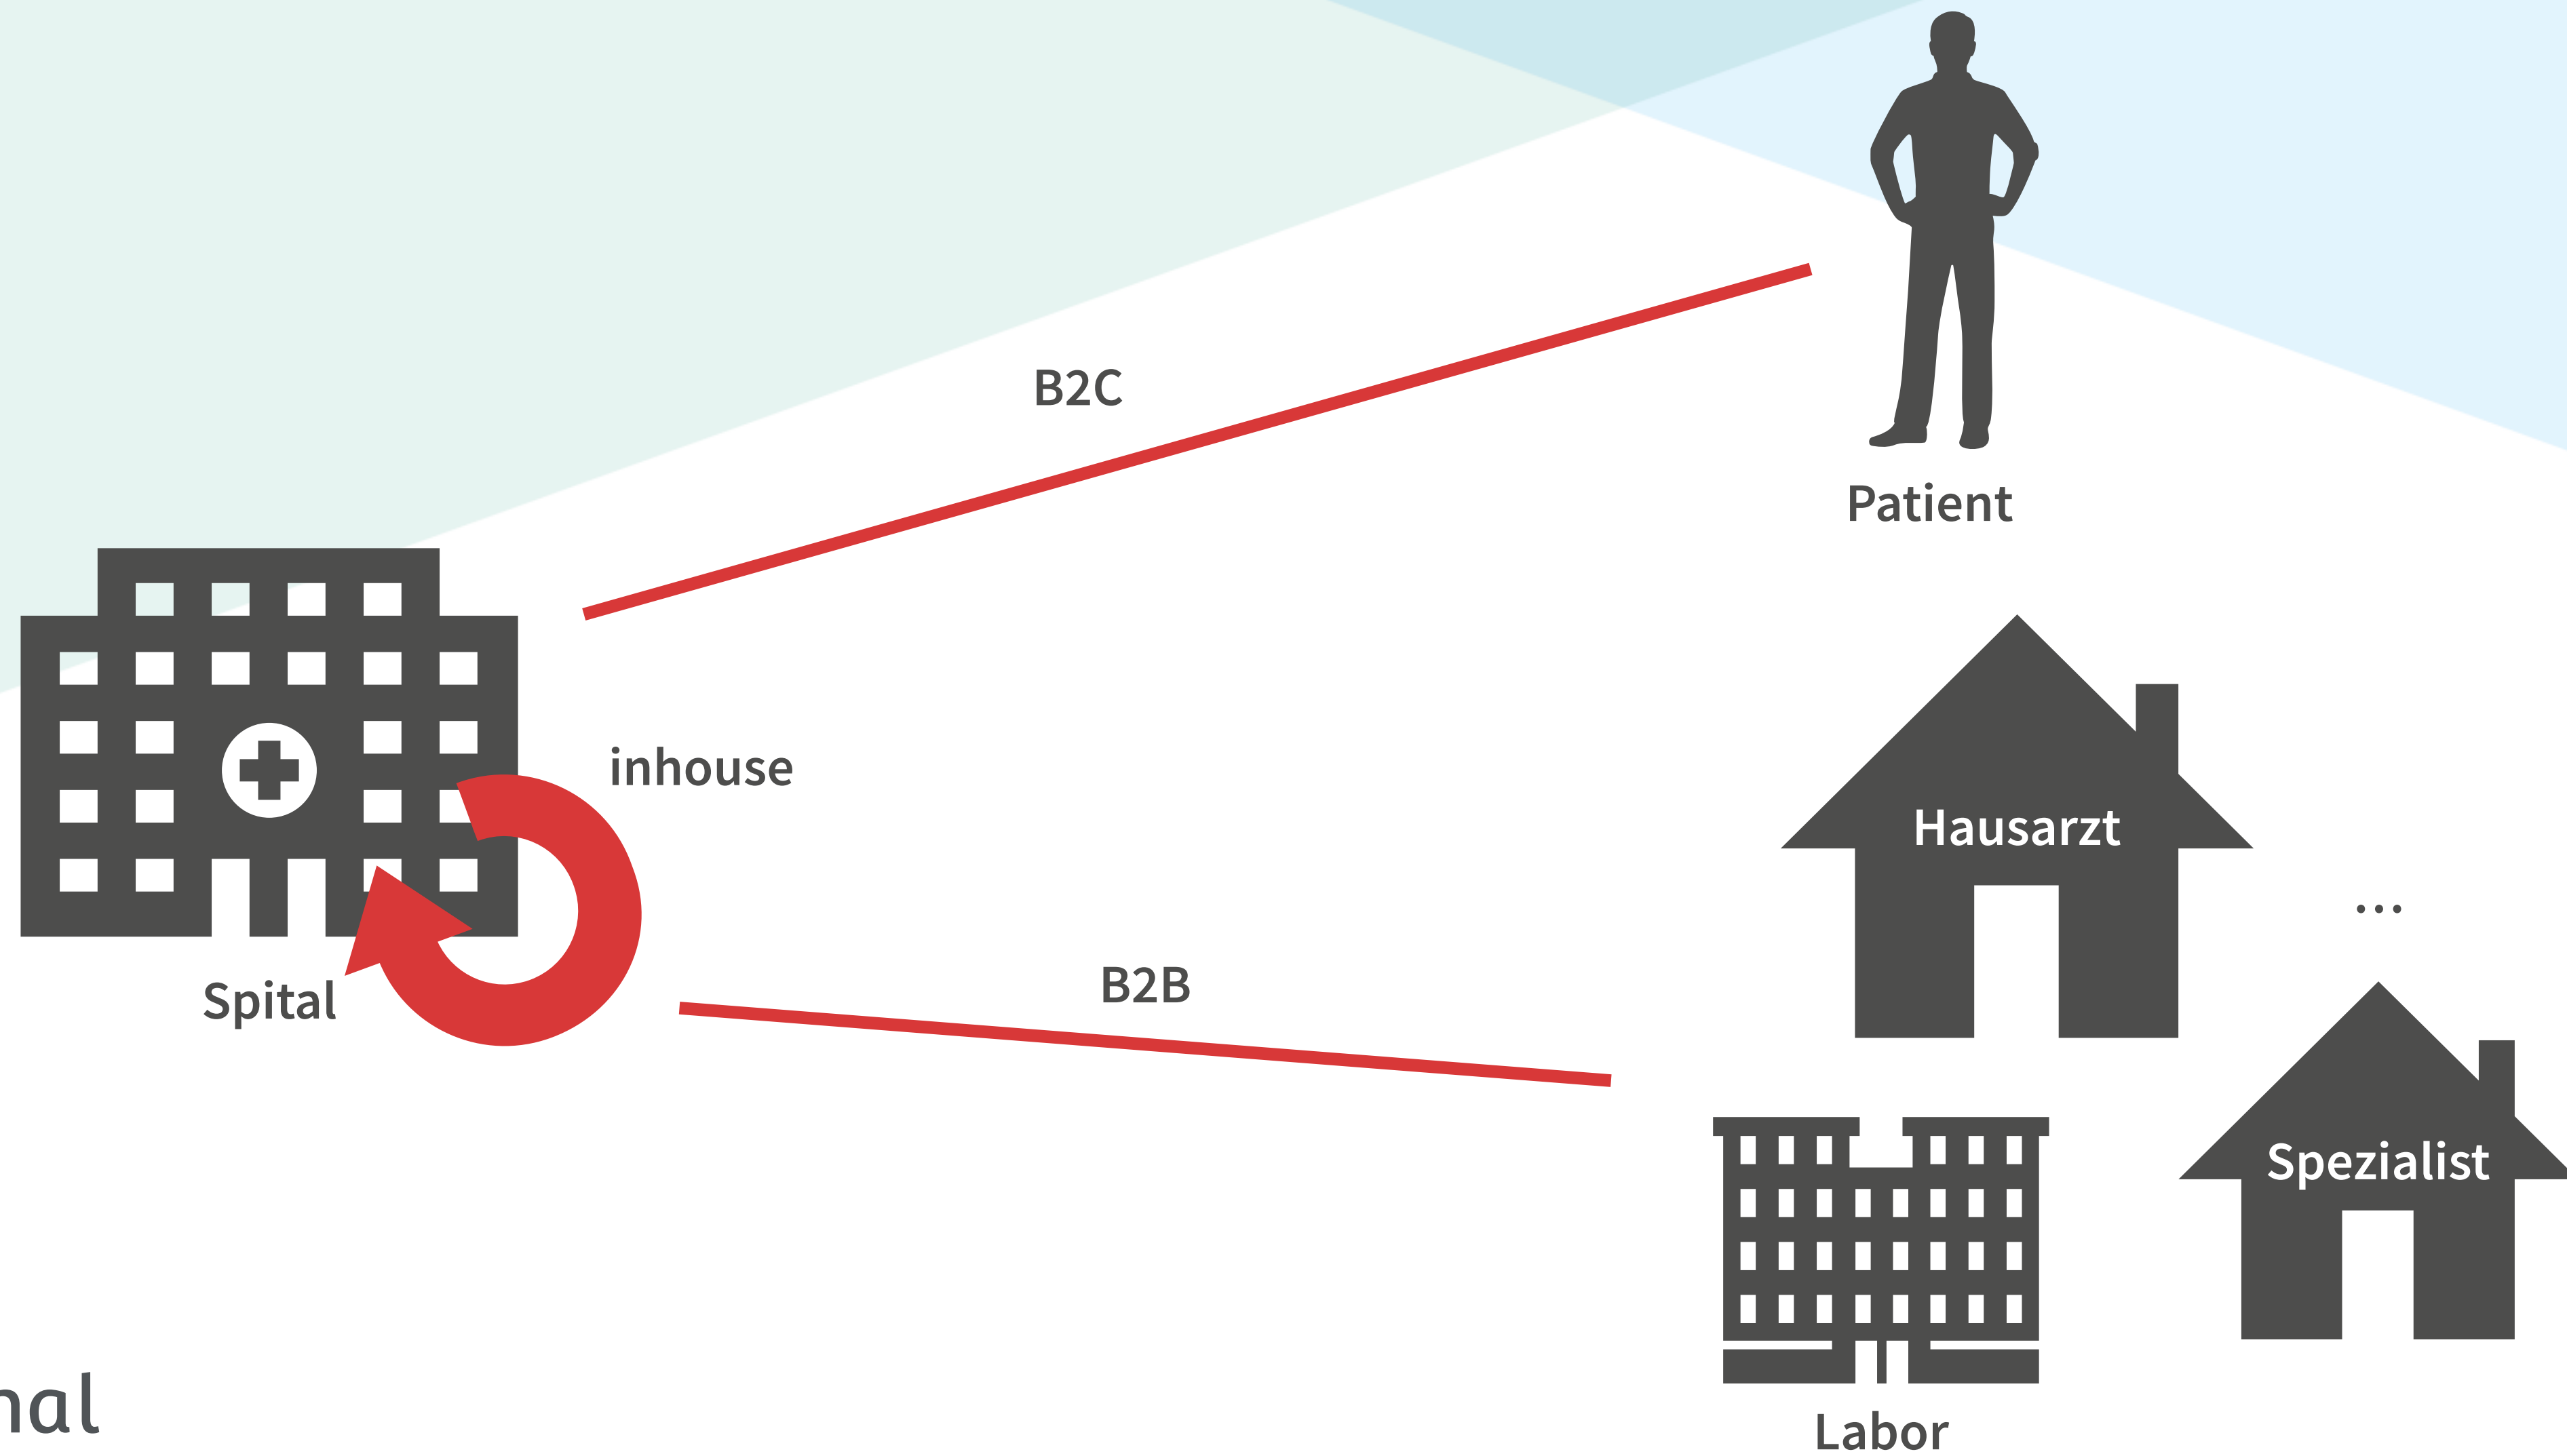 B2C
Patient
inhouse
Hausarzt
...
Spital
B2B
Spezialist
nal
Labor